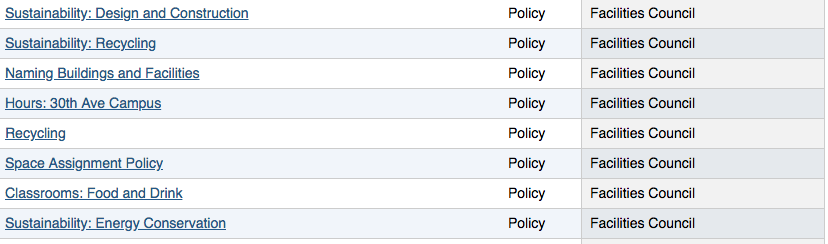 Sustainability: Design and Construction Policy Facilities Council
Sustainability: Recycling Policy Facilities Council
Naming Buildings and Facilities Policy Facilities Council
Hours: 30th Ave Campus Policy Facilities Council
Recycling Policy Facilities Council
Space Assignment Policy Policy Facilities Council
Classrooms: Food and Drink Policy Facilities Council
Sustainability: Energy Conservation Policy Facilities Council